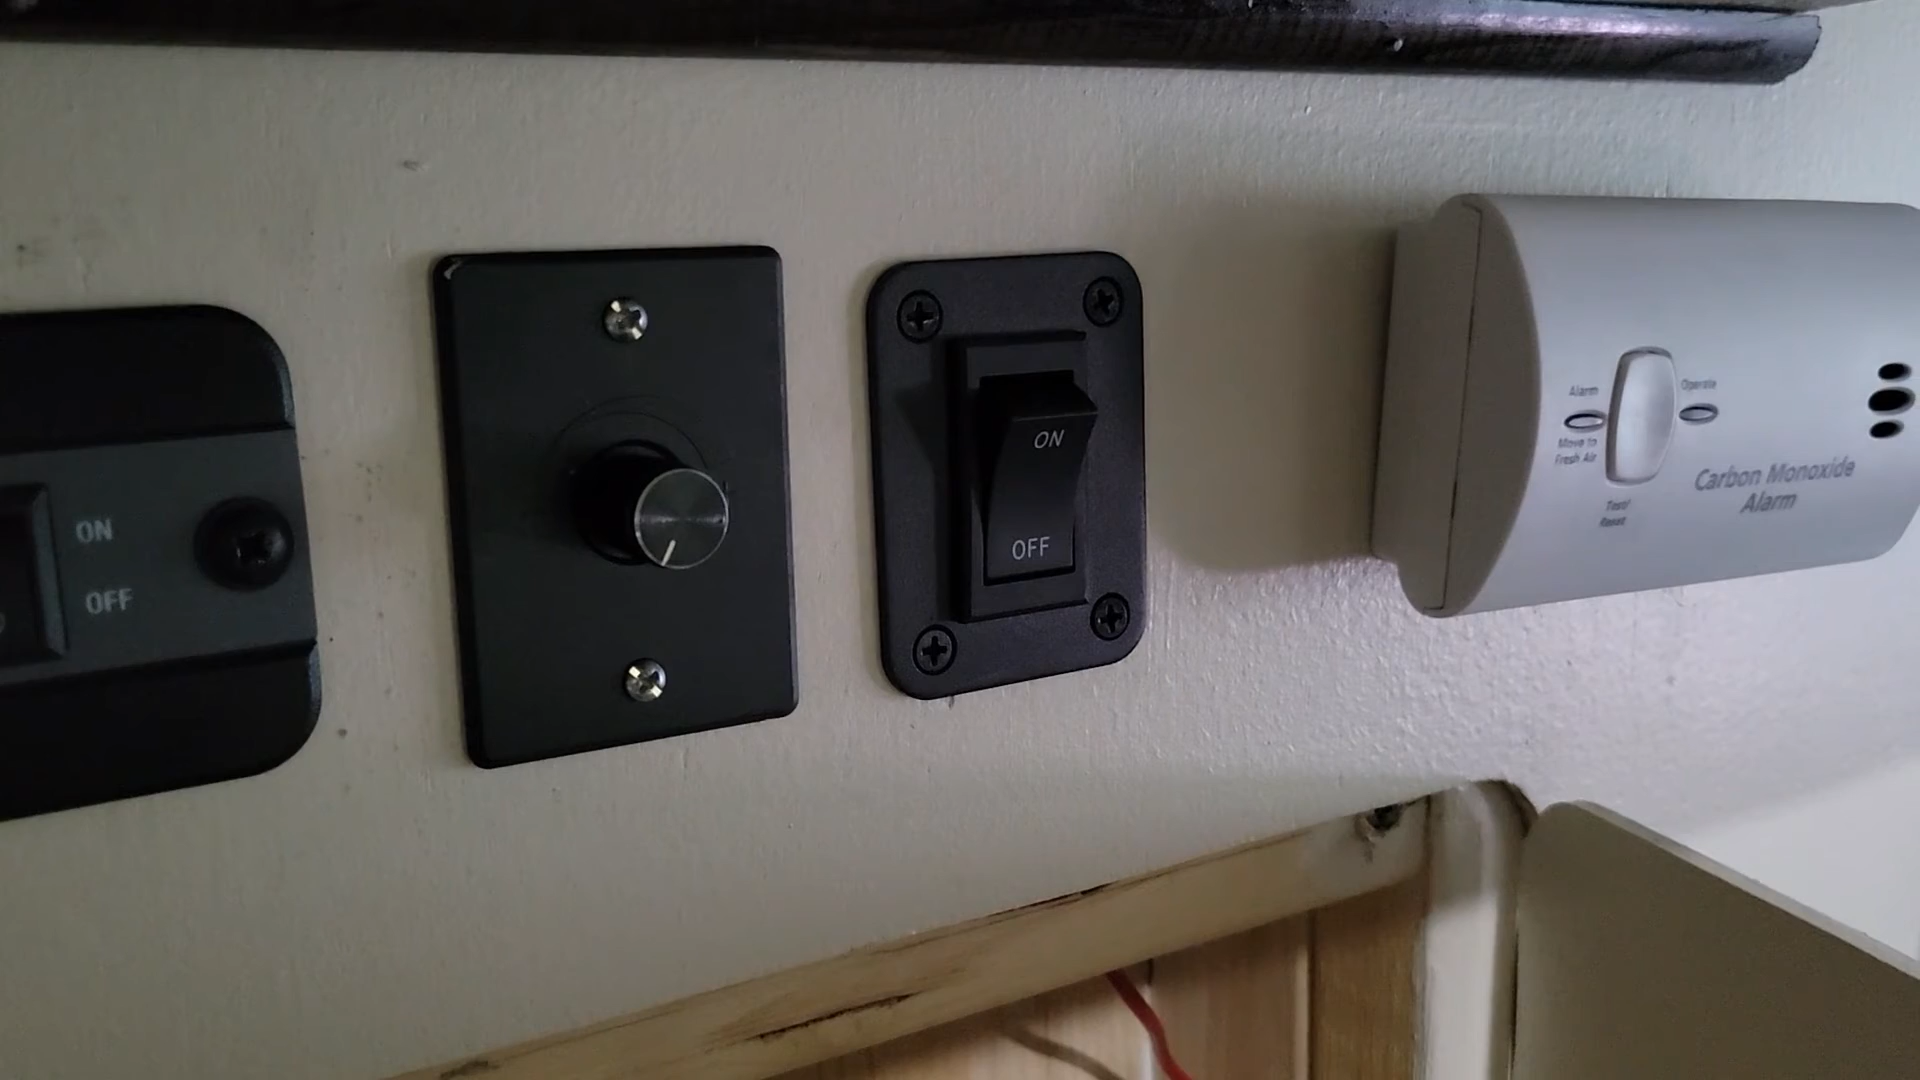 ON
OFF
ON
OFF
Alarm
Move to
Fresh Air
Operate
Test/
Reset
Carbon Monoxide
Alarm